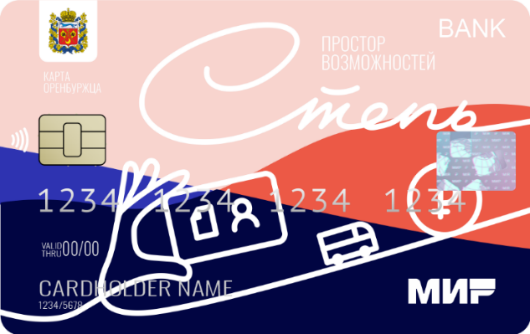 BANK
КАРТА
ОРЕНБУРЖЦА
ПРОСТОР
ВОЗМОЖНОСТЕЙ
Степь
1234 1234 1234 1234
VALID
THRU 00/00
CARDHOLDER NAME
1234/5678
МИР